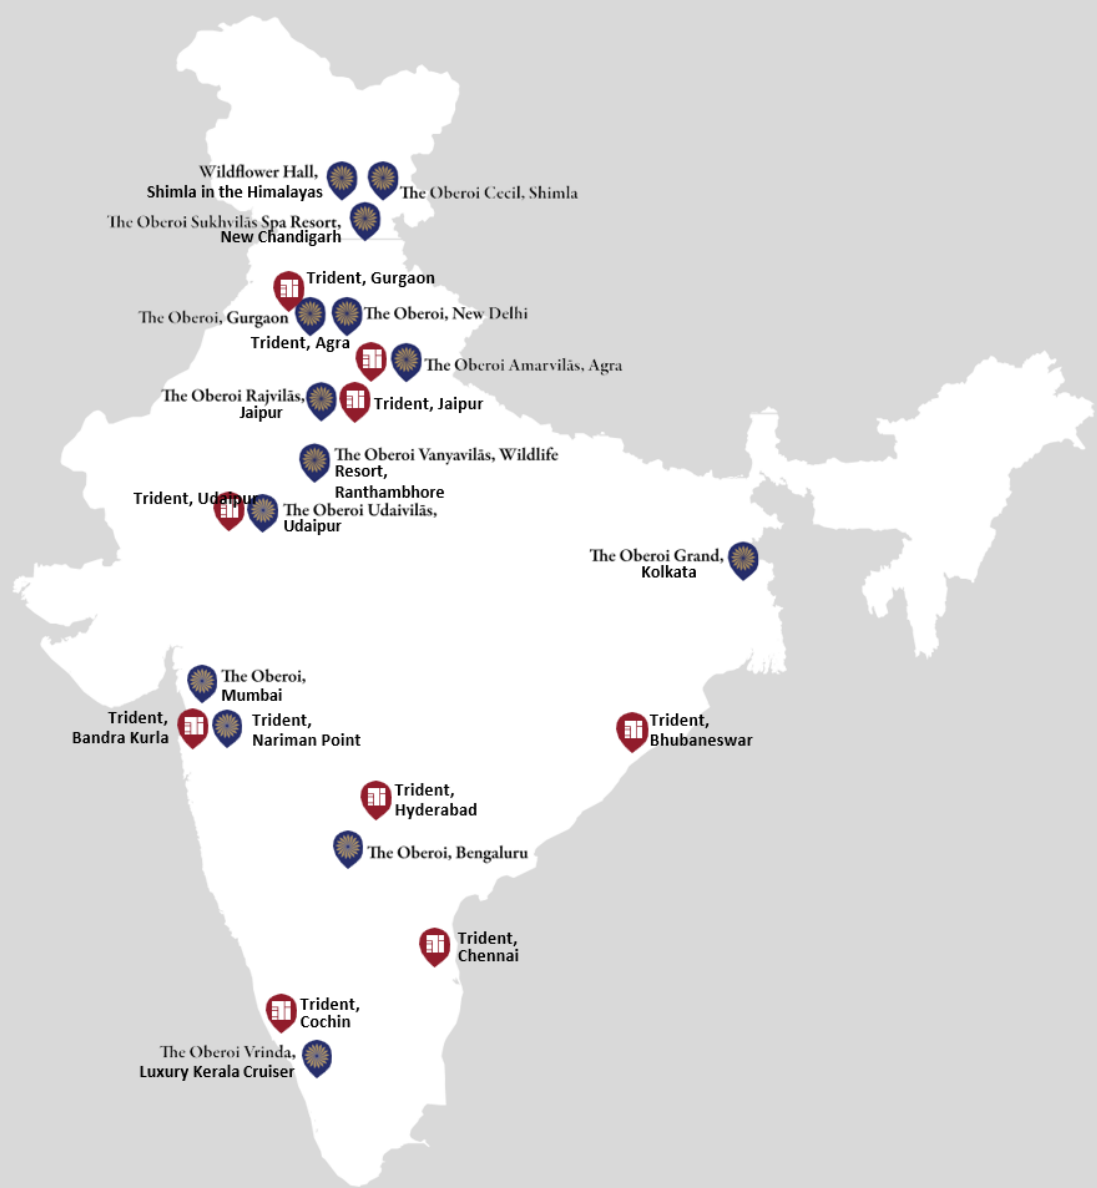 Wildflower Hall,
Shimla in the Himalayas
The Oberoi Cecil, Shimla
The Oberoi Sukhvilās Spa Resort,
New Chandigarh
Trident, Gurgaon
The Oberoi, Gurgaon
The Oberoi, New Delhi
Trident, Agra
The Oberoi Amarvilās, Agra
The Oberoi Rajvilās,
Jaipur
Trident, Jaipur
The Oberoi Vanyavilās, Wildlife
Resort,
Ranthambhore
Trident, Udaipur
The Oberoi Udaivilās,
Udaipur
The Oberoi Grand,
Kolkata
The Oberoi,
Mumbai
Trident,
Bandra Kurla
Trident,
Nariman Point
Trident,
Bhubaneswar
Trident,
Hyderabad
The Oberoi, Bengaluru
Trident,
Chennai
Trident,
Cochin
The Oberoi Vrinda,
Luxury Kerala Cruiser